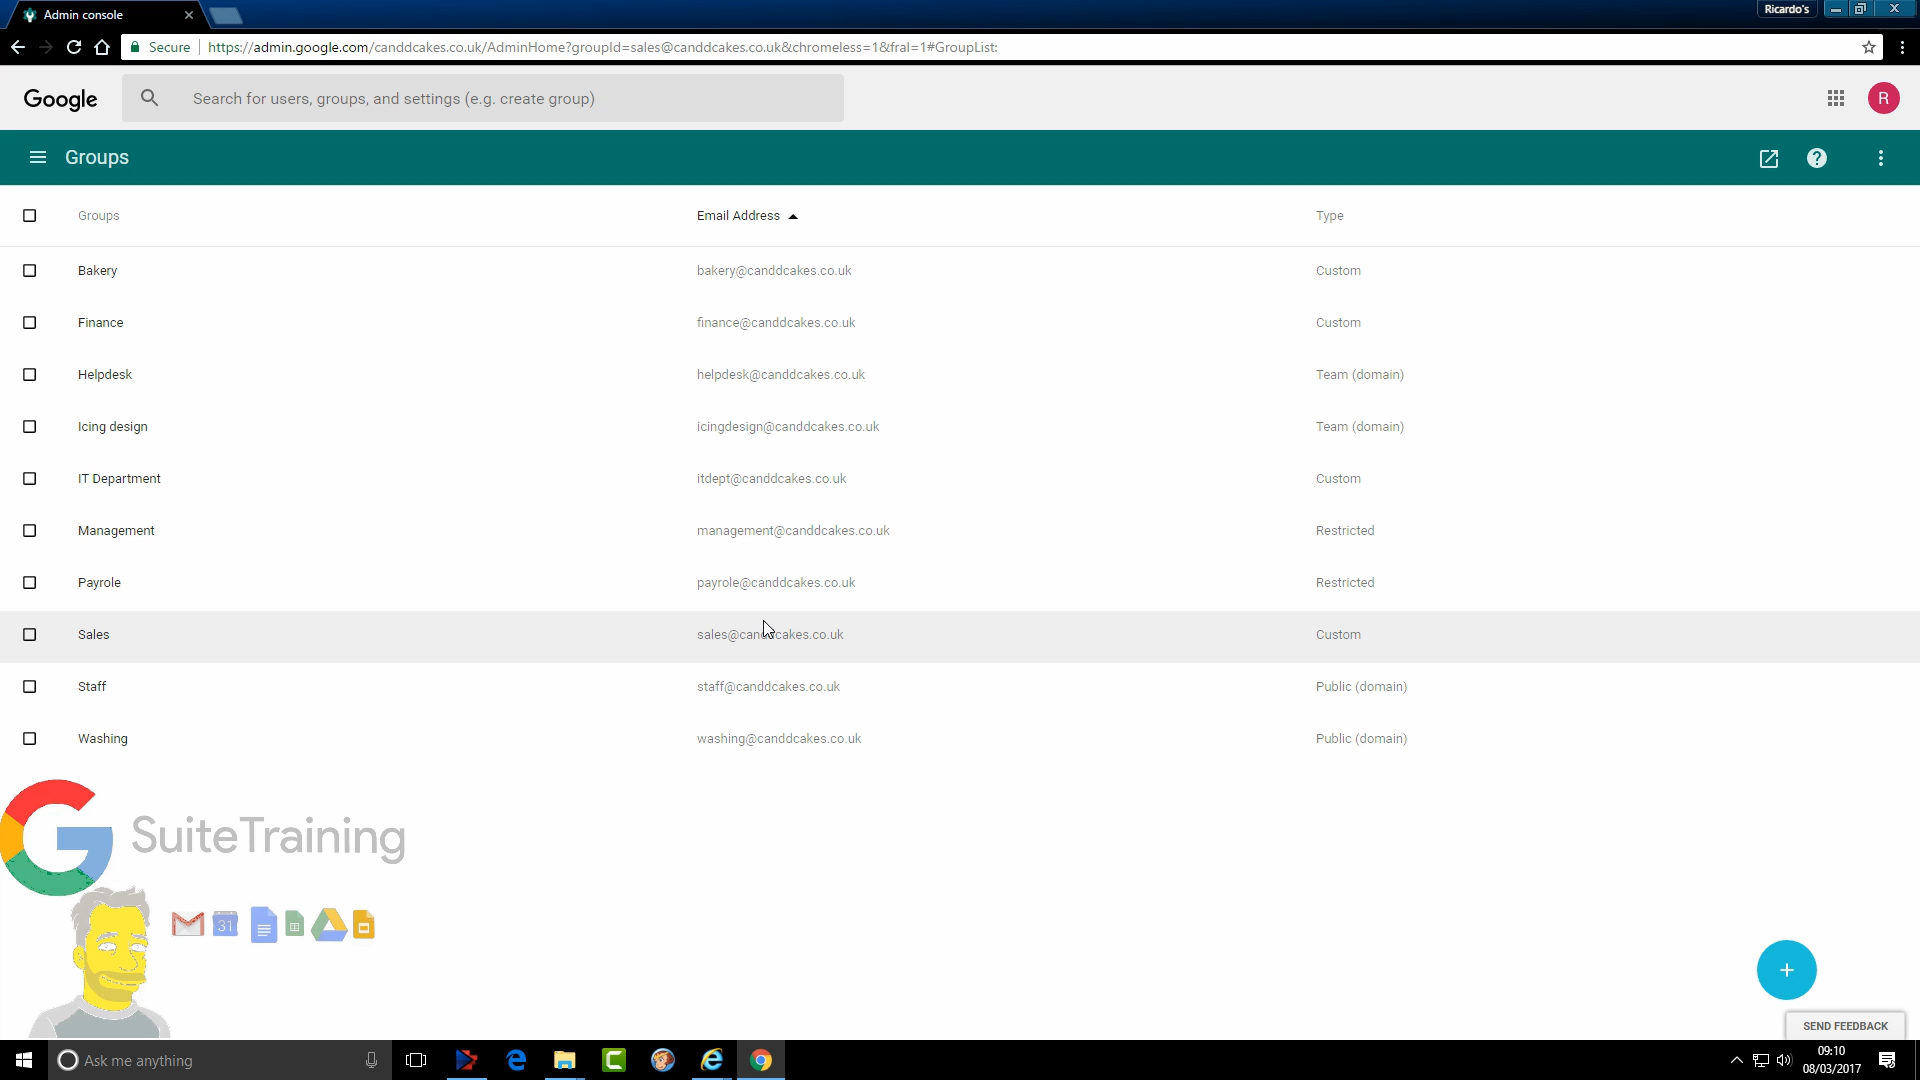 Admin console
Ricardo's
Secure https://admin.google.com/canddcakes.co.uk/AdminHome?groupId=sales@canddcakes.co.uk&chromeless=1&fral=1#GroupList:
Google Search for users, groups, and settings (e.g. create group) R
Groups
Groups Email Address Type
Bakery bakery@canddcakes.co.uk Custom
Finance finance@canddcakes.co.uk Custom
Helpdesk helpdesk@canddcakes.co.uk Team (domain)
Icing design icingdesign@canddcakes.co.uk Team (domain)
IT Department itdept@canddcakes.co.uk Custom
Management management@canddcakes.co.uk Restricted
Payrole payrole@canddcakes.co.uk Restricted
Sales sales@canddcakes.co.uk Custom
Staff staff@canddcakes.co.uk Public (domain)
Washing washing@canddcakes.co.uk Public (domain)
G SuiteTraining
31
SEND FEEDBACK
Ask me anything
09:10
08/03/2017